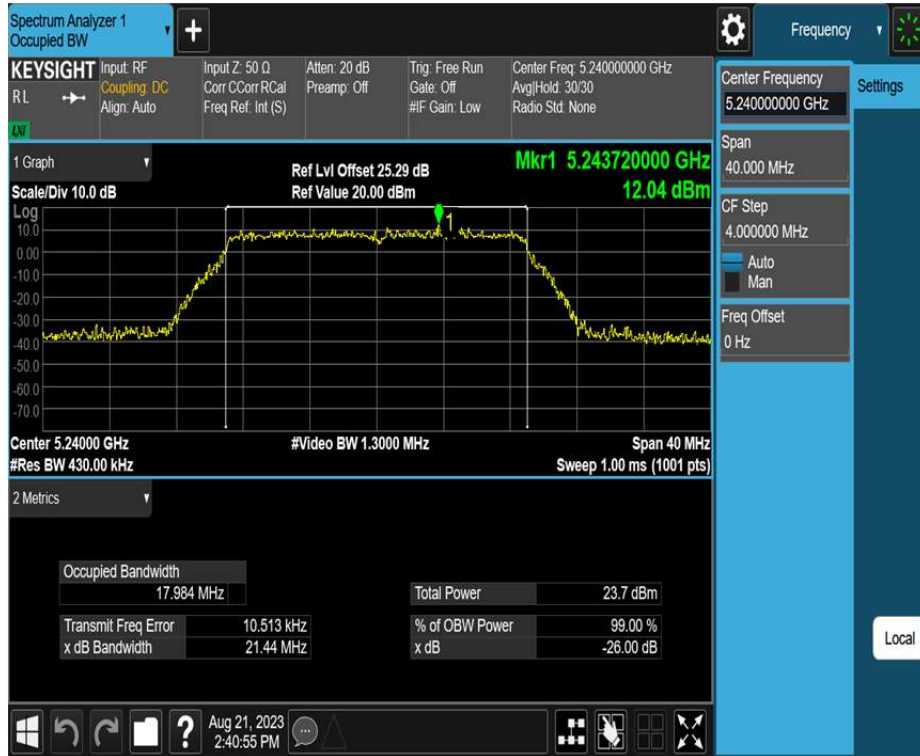 Spectrum Analyzer 1
Occupied BW
+
Frequency
KEYSIGHT
R L
LXI
Input: RF
Coupling: DC
Align: Auto
Input Z: 50 Ω
Corr CCorr RCal
Freq Ref: Int (S)
Atten: 20 dB
Preamp: Off
Trig: Free Run
Gate: Off
#IF Gain: Low
Center Freq: 5.240000000 GHz
Avg|Hold: 30/30
Radio Std: None
Center Frequency
5.240000000 GHz
Settings
Span
40.000 MHz
CF Step
4.000000 MHz
Auto
Man
Freq Offset
0 Hz
1 Graph
Scale/Div 10.0 dB
Ref Lvl Offset 25.29 dB
Ref Value 20.00 dBm
Mkr1 5.243720000 GHz
12.04 dBm
Log
10.0
0.00
-10.0
-20.0
-30.0
-40.0
-50.0
-60.0
-70.0
1
Center 5.24000 GHz
#Video BW 1.3000 MHz
Span 40 MHz
#Res BW 430.00 kHz
Sweep 1.00 ms (1001 pts)
2 Metrics
Occupied Bandwidth
17.984 MHz
Total Power 23.7 dBm
Transmit Freq Error 10.513 kHz
% of OBW Power 99.00 %
x dB Bandwidth 21.44 MHz
x dB -26.00 dB
Local
?
Aug 21, 2023
2:40:55 PM